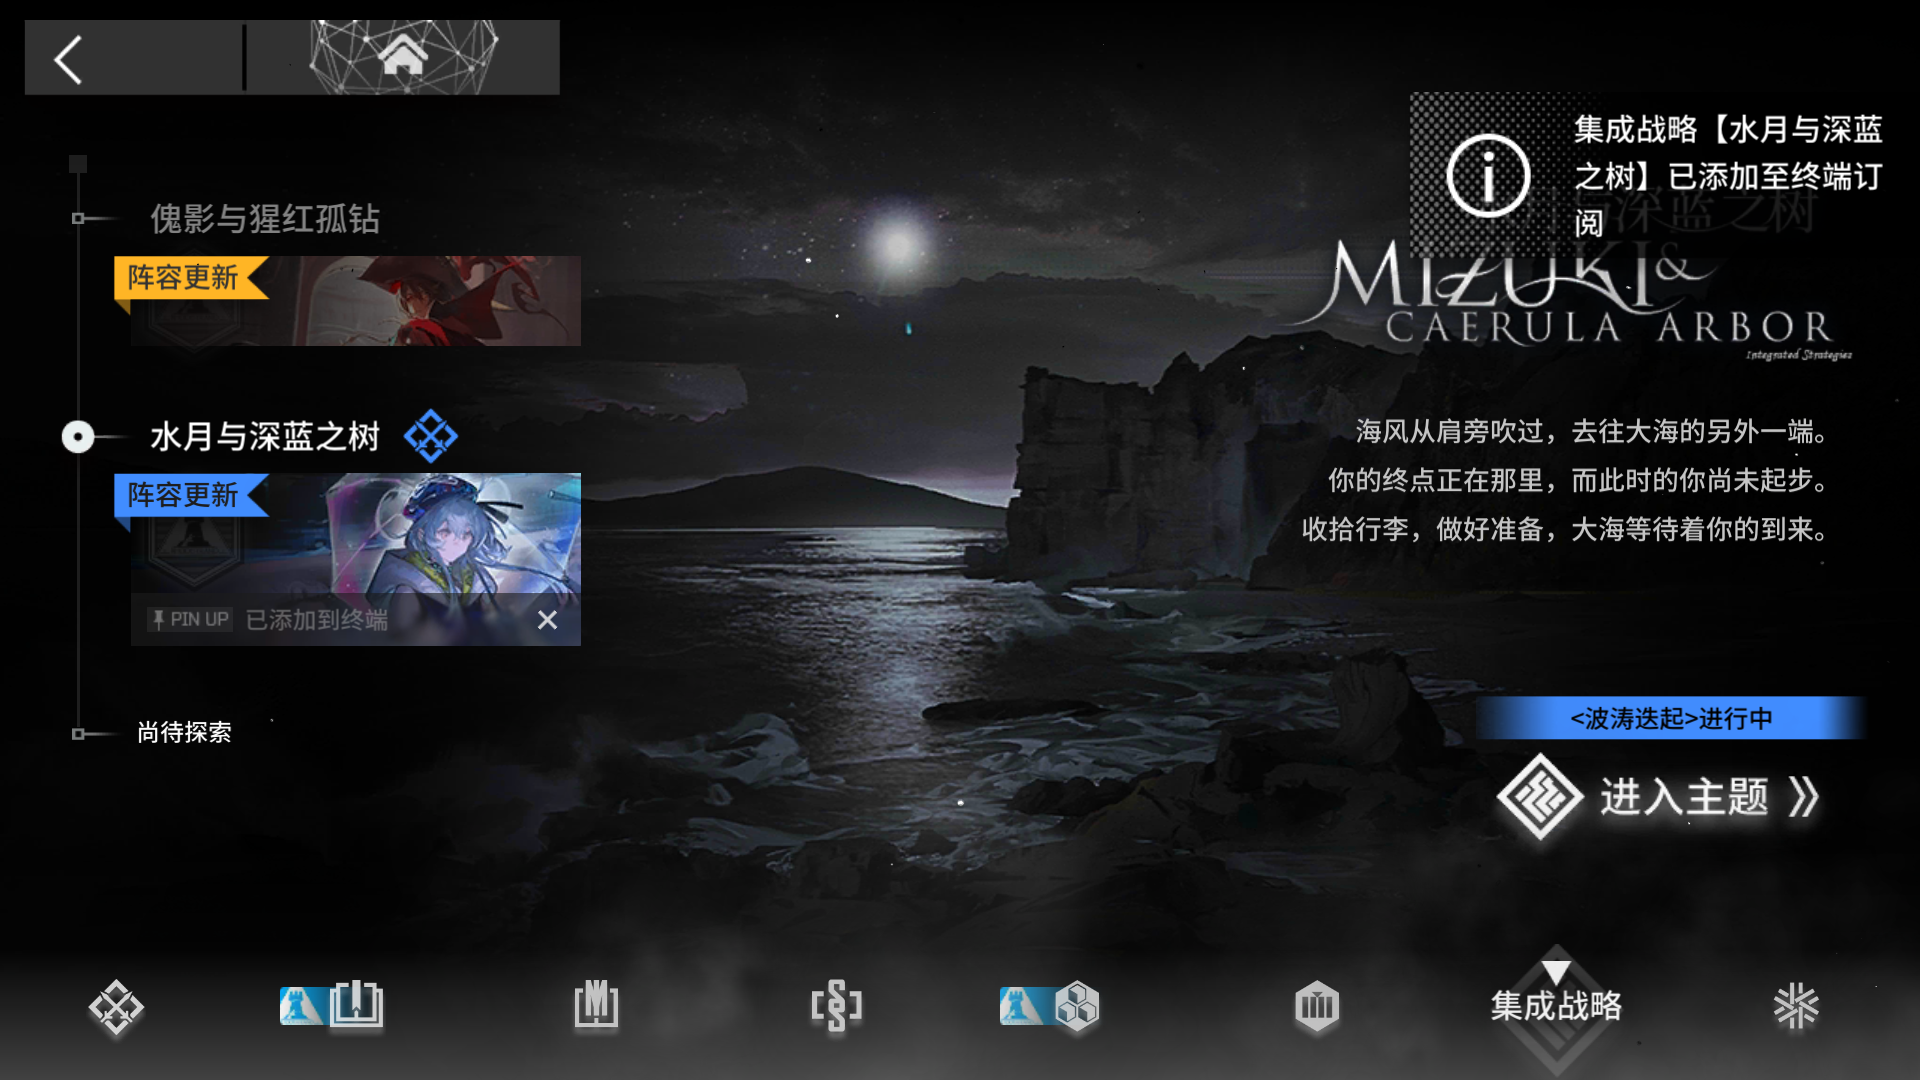 集成战略【水月与深蓝
之树】已添加至终端订
阅
与深蓝之树
傀影与猩红孤钻
阵容更新
MIZUKI &
CAERULA ARBOR
Integrated Strategies
水月与深蓝之树
阵容更新
PIN UP 已添加到终端
海风从肩旁吹过，去往大海的另外一端。
你的终点正在那里，而此时的你尚未起步。
收拾行李，做好准备，大海等待着你的到来。
尚待探索
<波涛迭起>进行中
进入主题
集成战略